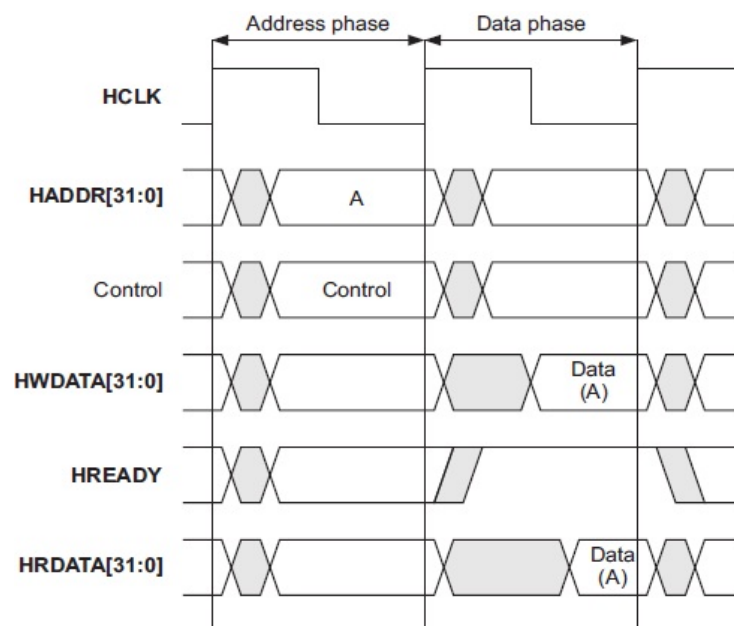 Address phase Data phase
HCLK
HADDR[31:0] A
Control Control
HWDATA[31:0] Data
(A)
HREADY
HRDATA[31:0] Data
(A)